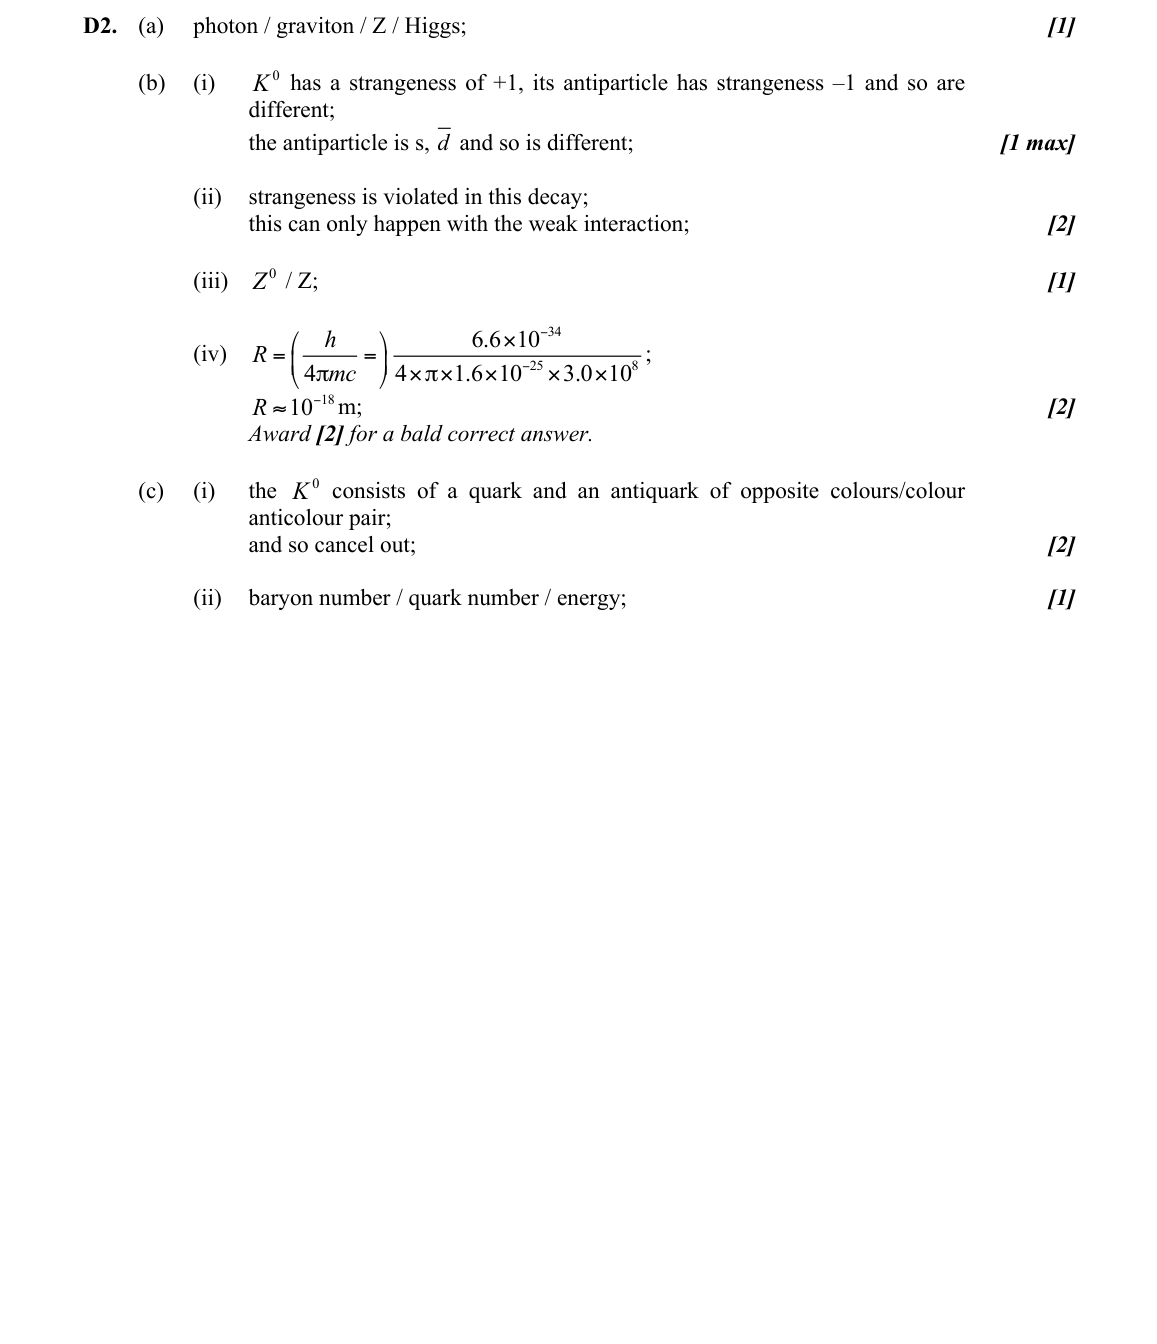 D2. (a) photon / graviton / Z / Higgs; [1]
(b) (i) K⁰ has a strangeness of +1, its antiparticle has strangeness –1 and so are
different;
the antiparticle is s, d̅ and so is different; [1 max]
(ii) strangeness is violated in this decay;
this can only happen with the weak interaction; [2]
(iii) Z⁰ / Z; [1]
(iv) R = (h/4πmc =) 6.6×10⁻³⁴/4×π×1.6×10⁻²⁵×3.0×10⁸ ;
R ≈ 10⁻¹⁸ m; [2]
Award [2] for a bald correct answer.
(c) (i) the K⁰ consists of a quark and an antiquark of opposite colours/colour
anticolour pair;
and so cancel out; [2]
(ii) baryon number / quark number / energy; [1]